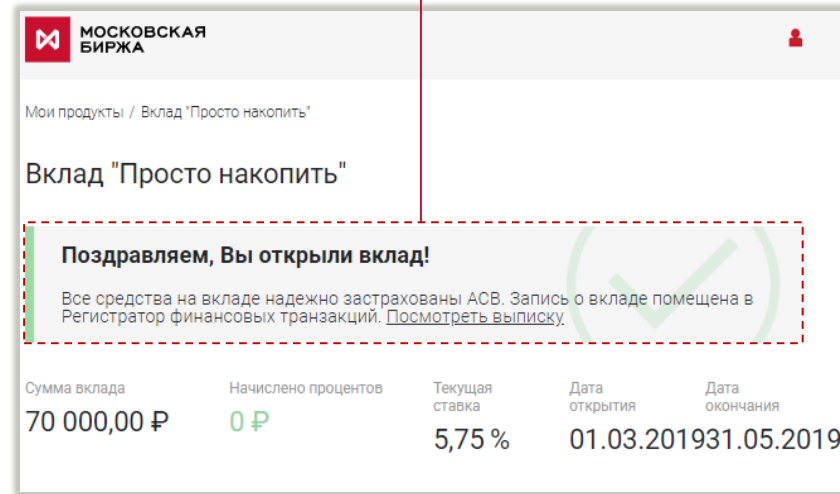 МОСКОВСКАЯ
БИРЖА
Мои продукты / Вклад "Просто накопить"
Вклад "Просто накопить"
Поздравляем, Вы открыли вклад!
Все средства на вкладе надежно застрахованы АСВ. Запись о вкладе помещена в
Регистратор финансовых транзакций. Посмотреть выписку
Сумма вклада
70 000,00 ₽
Начислено процентов
0 ₽
Текущая
ставка
5,75 %
Дата
открытия
01.03.2019
Дата
окончания
31.05.2019